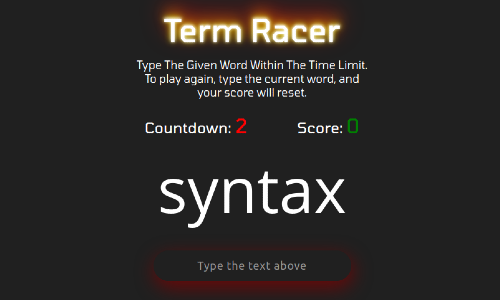 Term Racer
Type The Given Word Within The Time Limit.
To play again, type the current word, and
your score will reset.
Countdown: 2 Score: 0
syntax
Type the text above